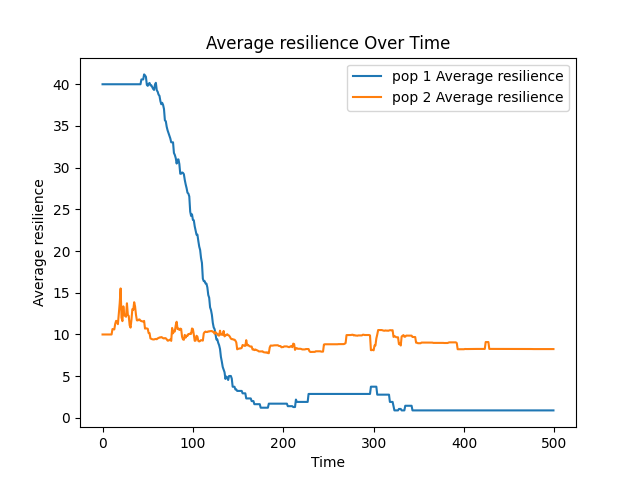 Average resilience Over Time
pop 1 Average resilience
pop 2 Average resilience
Average resilience
40
35
30
25
20
15
10
5
0
0 100 200 300 400 500
Time